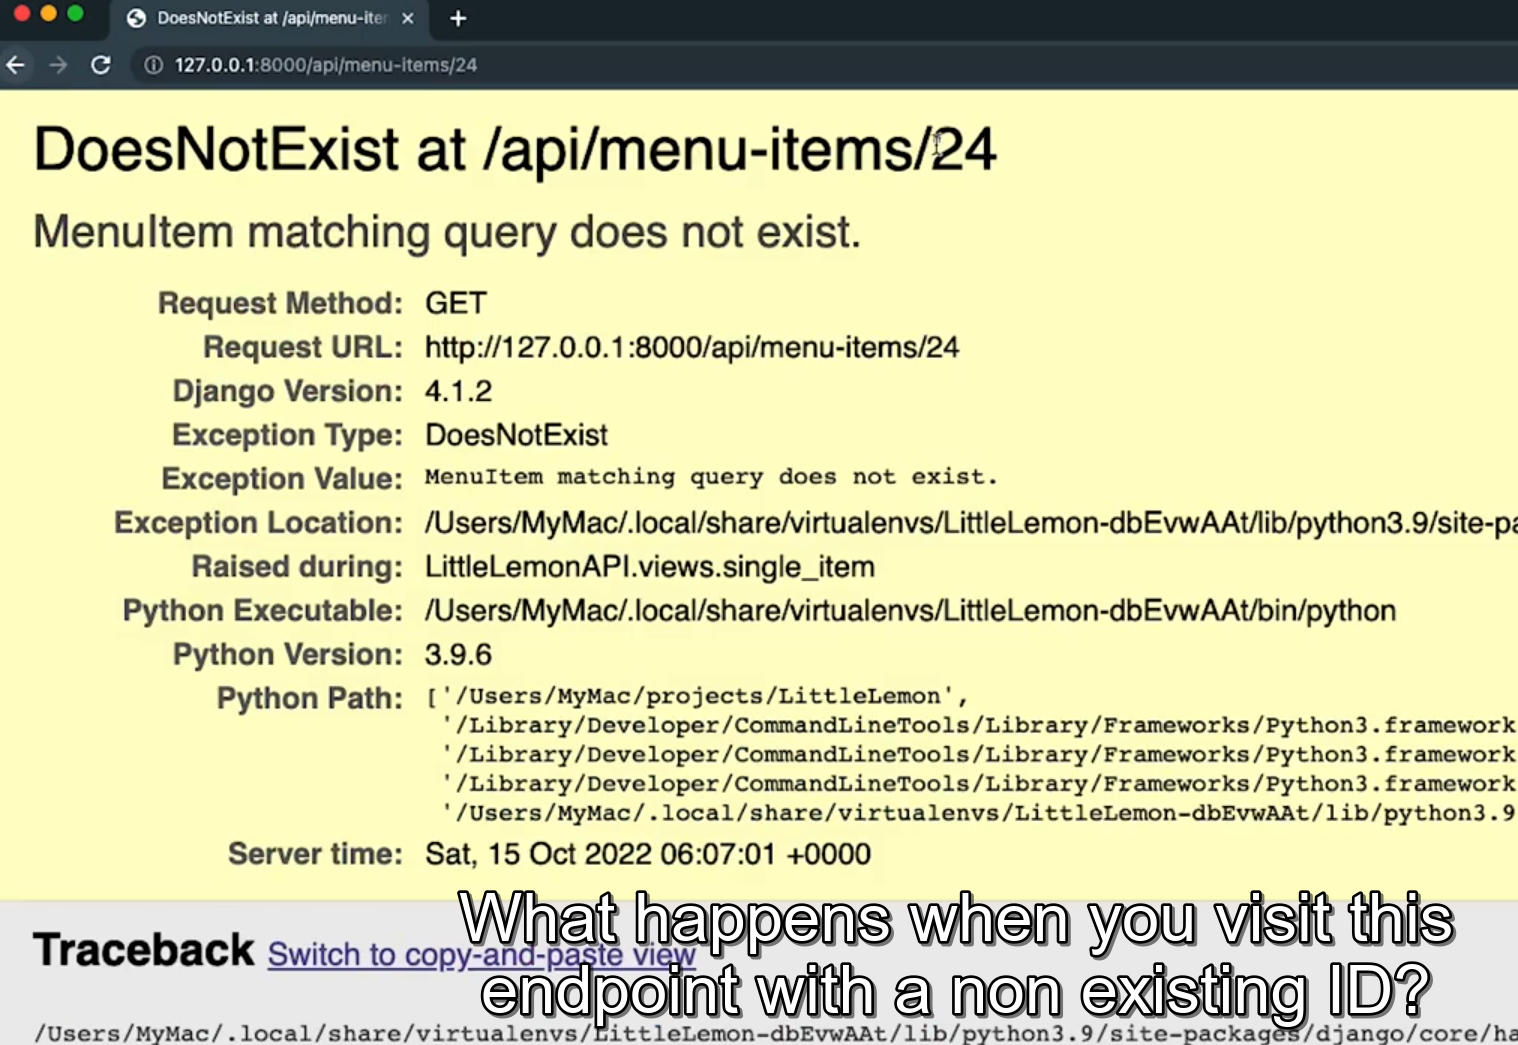 DoesNotExist at /api/menu-iter
127.0.0.1:8000/api/menu-items/24
DoesNotExist at /api/menu-items/24
MenuItem matching query does not exist.
Request Method: GET
Request URL: http://127.0.0.1:8000/api/menu-items/24
Django Version: 4.1.2
Exception Type: DoesNotExist
Exception Value: MenuItem matching query does not exist.
Exception Location: /Users/MyMac/.local/share/virtualenvs/LittleLemon-dbEvwAAt/lib/python3.9/site-pa
Raised during: LittleLemonAPI.views.single_item
Python Executable: /Users/MyMac/.local/share/virtualenvs/LittleLemon-dbEvwAAt/bin/python
Python Version: 3.9.6
Python Path: ['/Users/MyMac/projects/LittleLemon',
'/Library/Developer/CommandLineTools/Library/Frameworks/Python3.framework
'/Library/Developer/CommandLineTools/Library/Frameworks/Python3.framework
'/Library/Developer/CommandLineTools/Library/Frameworks/Python3.framework
'/Users/MyMac/.local/share/virtualenvs/LittleLemon-dbEvwAAt/lib/python3.9
Server time: Sat, 15 Oct 2022 06:07:01 +0000
Traceback Switch to copy-and-paste view
What happens when you visit this
endpoint with a non existing ID?
/Users/MyMac/.local/share/virtualenvs/LittleLemon-dbEvwAAt/lib/python3.9/site-packages/django/core/ha